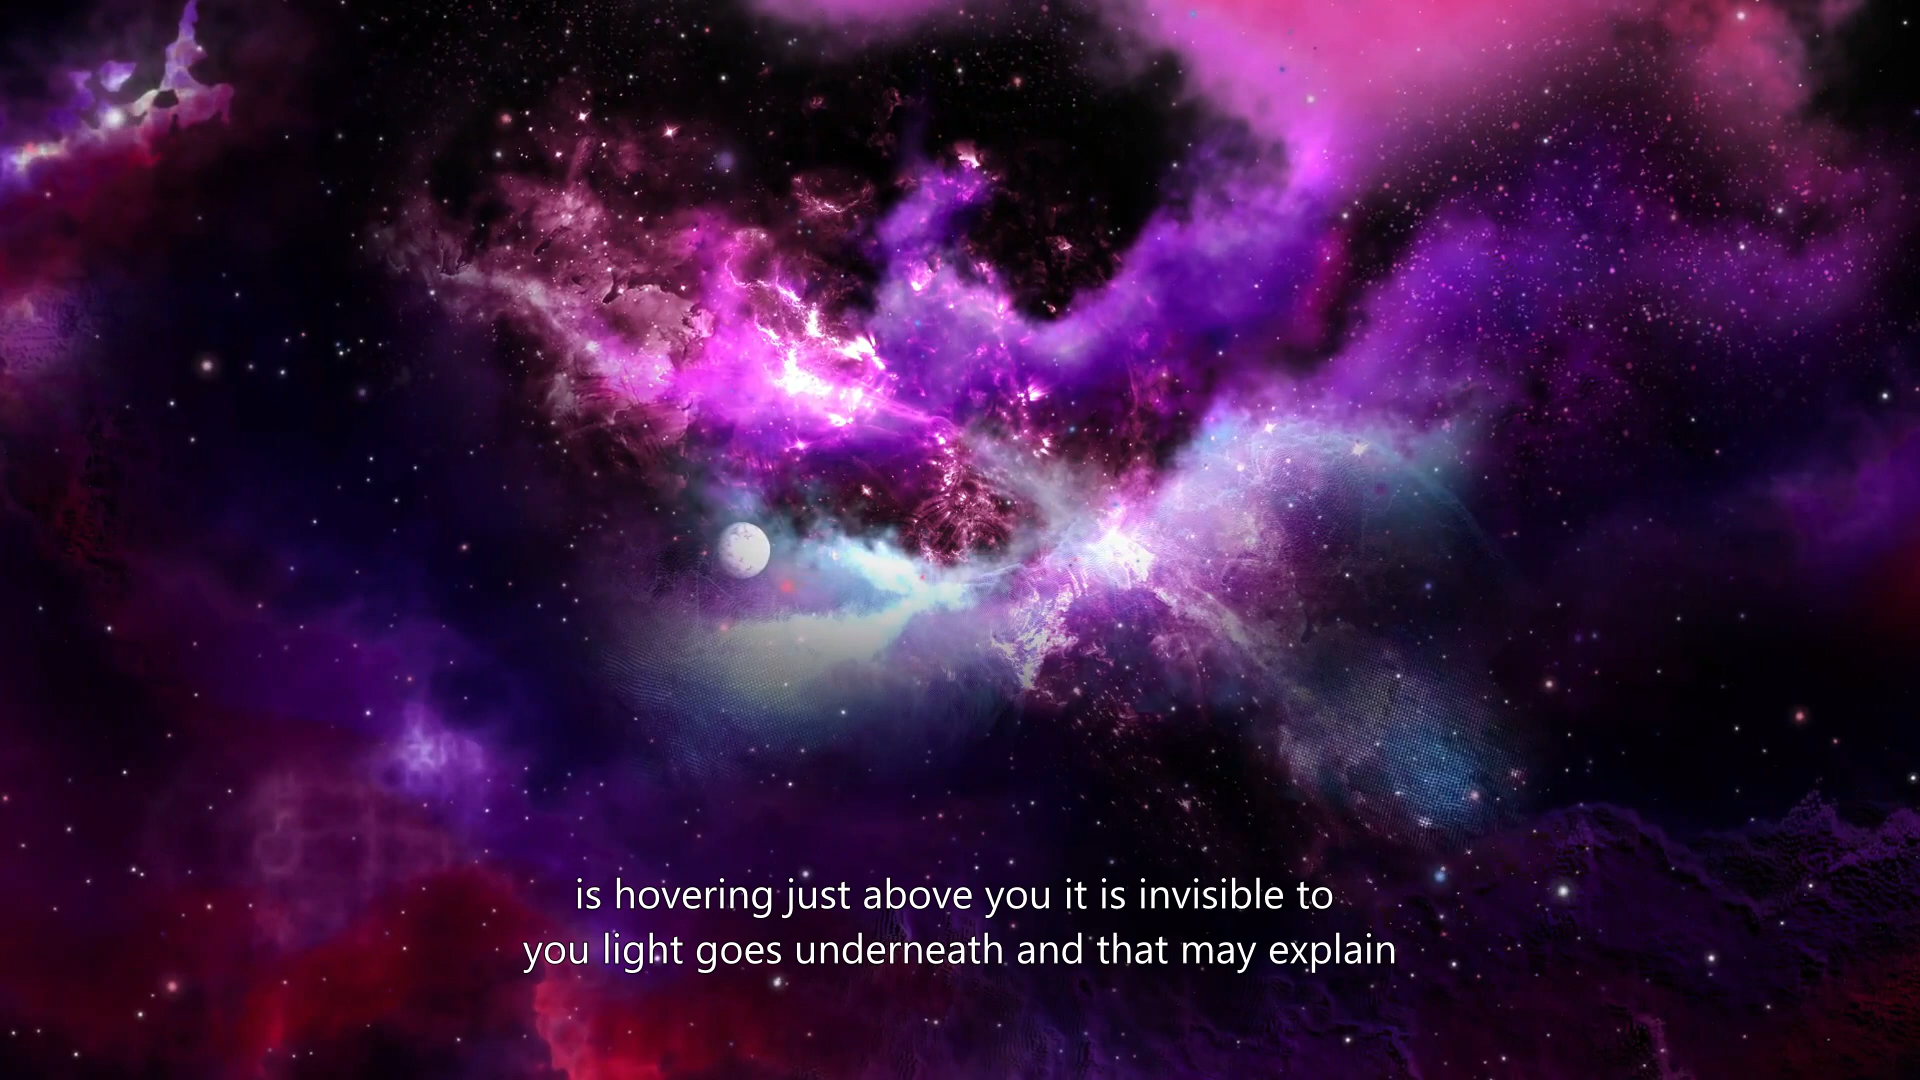 is hovering just above you it is invisible to
you light goes underneath and that may explain